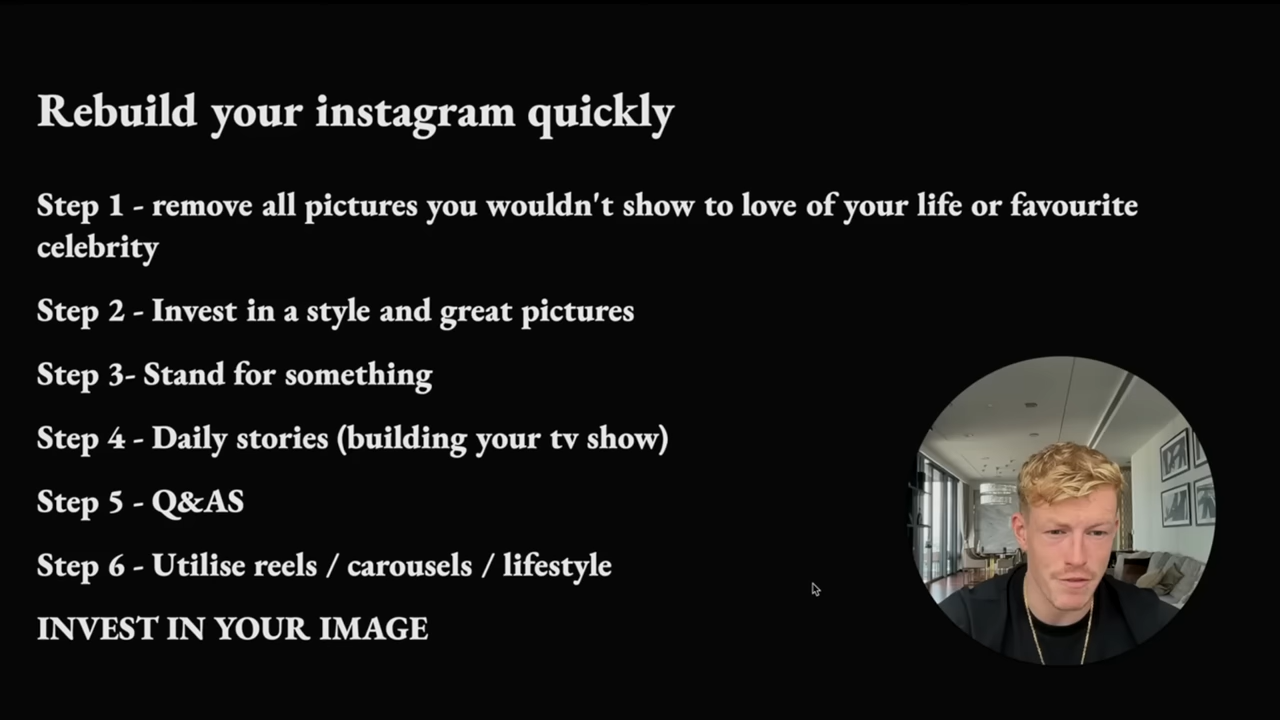 Rebuild your instagram quickly
Step 1 - remove all pictures you wouldn't show to love of your life or favourite
celebrity
Step 2 - Invest in a style and great pictures
Step 3- Stand for something
Step 4 - Daily stories (building your tv show)
Step 5 - Q&AS
Step 6 - Utilise reels / carousels / lifestyle
INVEST IN YOUR IMAGE